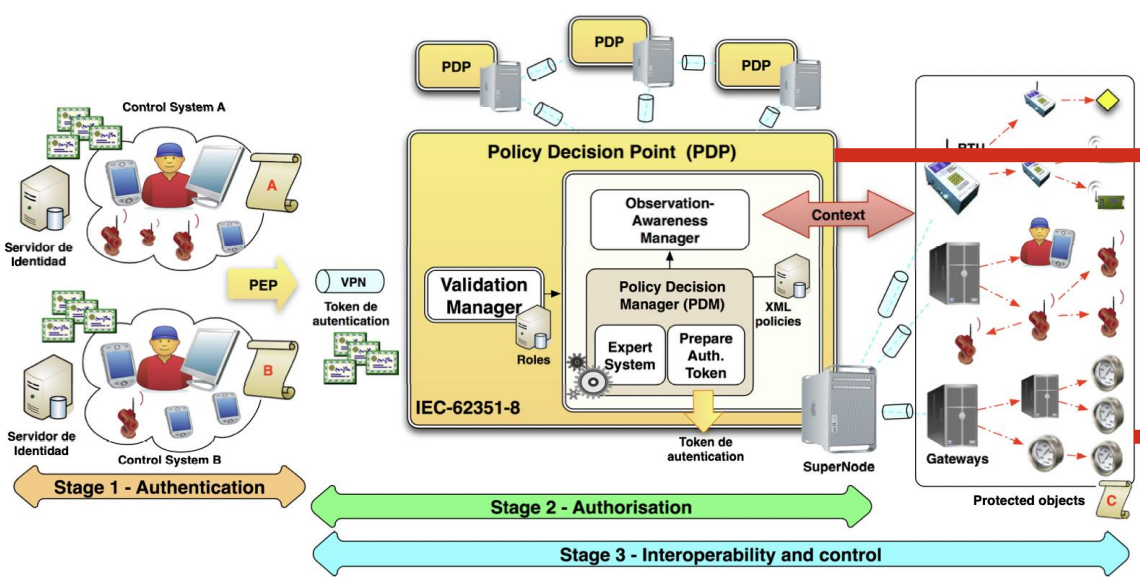 PDP
PDP
PDP
Control System A
A
Servidor de
Identidad
PEP
VPN
Token de
autenticación
Control System B
B
Servidor de
Identidad
Policy Decision Point (PDP)
Observation-
Awareness
Manager
Context
Validation
Manager
Roles
Policy Decision
Manager (PDM)
XML
policies
Expert
System
Prepare
Auth.
Token
IEC-62351-8
Token de
autenticación
SuperNode
RTU
Gateways
Protected objects
C
Stage 1 - Authentication
Stage 2 - Authorisation
Stage 3 - Interoperability and control